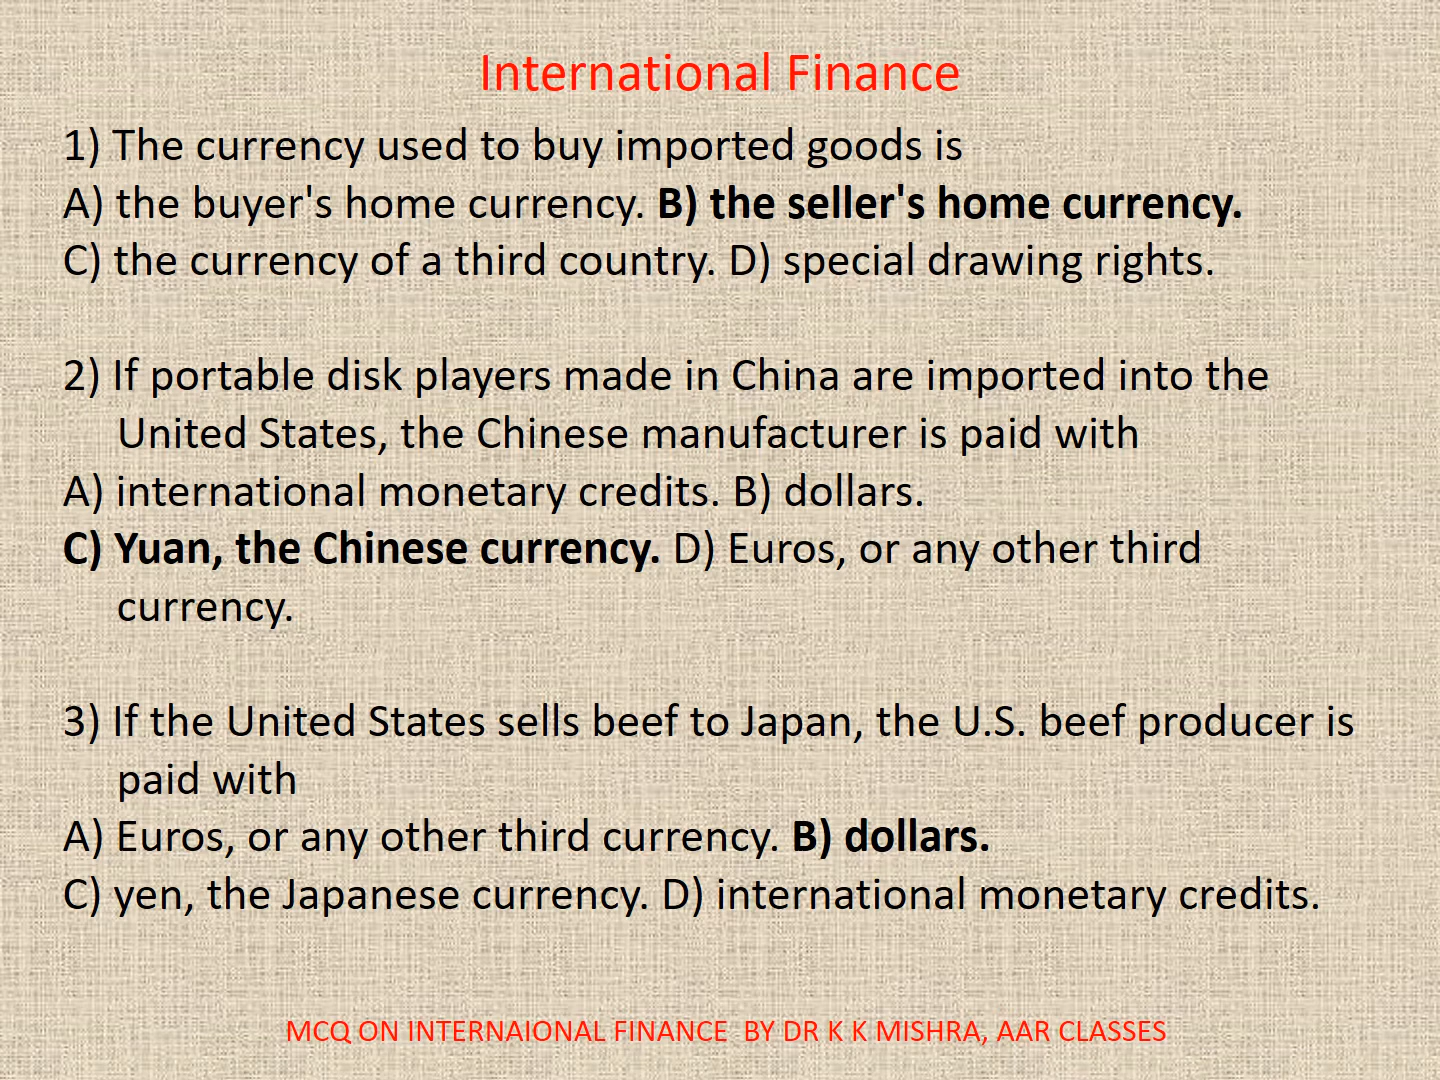 International Finance
1) The currency used to buy imported goods is
A) the buyer's home currency. B) the seller's home currency.
C) the currency of a third country. D) special drawing rights.
2) If portable disk players made in China are imported into the
United States, the Chinese manufacturer is paid with
A) international monetary credits. B) dollars.
C) Yuan, the Chinese currency. D) Euros, or any other third
currency.
3) If the United States sells beef to Japan, the U.S. beef producer is
paid with
A) Euros, or any other third currency. B) dollars.
C) yen, the Japanese currency. D) international monetary credits.
MCQ ON INTERNAIONAL FINANCE  BY DR K K MISHRA, AAR CLASSES